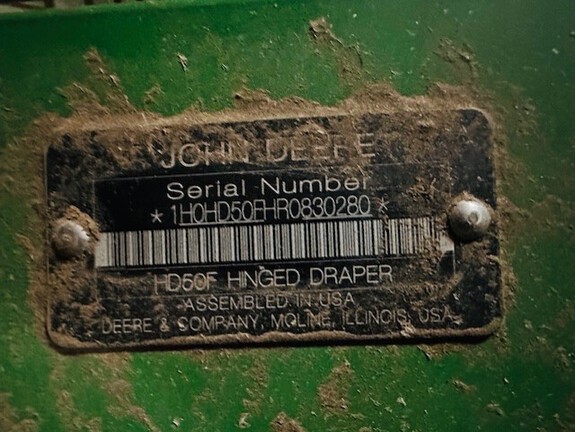 JOHN DEERE
Serial Number
*1H0HD50FHR0830280*
HD50F HINGED DRAPER
ASSEMBLED IN USA
DEERE & COMPANY, MOLINE, ILLINOIS, USA